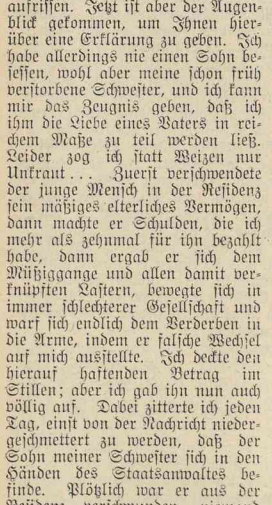 aufrissen. Jetzt ist aber der Augen-
blick gekommen, um Ihnen hier-
über eine Erklärung zu geben. Ich
habe allerdings nie einen Sohn be-
sessen, wohl aber meine schon früh
verstorbene Schwester, und ich kann
mir das Zeugnis geben, daß ich
ihm die Liebe eines Vaters in rei-
chem Maße zu teil werden ließ.
Leider zog ich statt Weizen nur
Unkraut... Zuerst verschwendete
der junge Mensch in der Residenz
sein mäßiges elterliches Vermögen,
dann machte er Schulden, die ich
mehr als zehnmal für ihn bezahlt
habe, dann ergab er sich dem
Müßiggange und allen damit ver-
knüpften Lastern, bewegte sich in
immer schlechterer Gesellschaft und
warf sich endlich dem Verderben in
die Arme, indem er falsche Wechsel
auf mich ausstellte. Ich deckte den
hierauf haftenden Betrag im
Stillen; aber ich gab ihn nun auch
völlig auf. Dabei zitterte ich jeden
Tag, einst von der Nachricht nieder-
geschmettert zu werden, daß der
Sohn meiner Schwester sich in den
Händen des Staatsanwaltes be-
finde. Plötzlich war er aus der